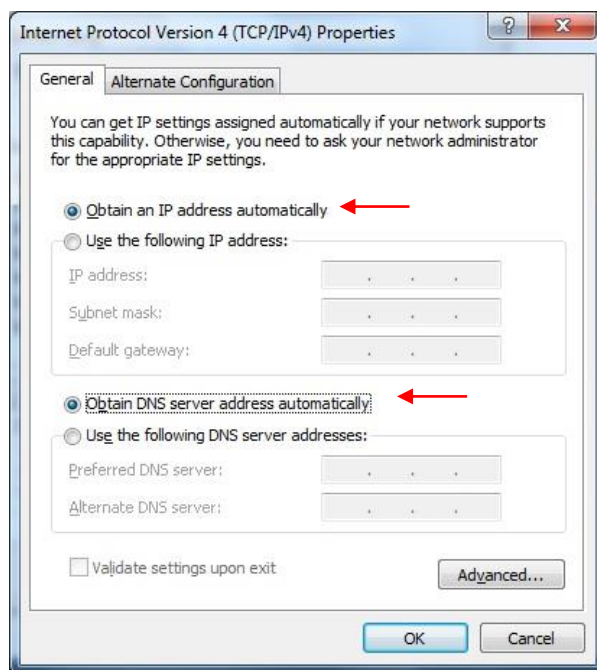 Internet Protocol Version 4 (TCP/IPv4) Properties
?
General
Alternate Configuration
You can get IP settings assigned automatically if your network supports
this capability. Otherwise, you need to ask your network administrator
for the appropriate IP settings.
Obtain an IP address automatically
Use the following IP address:
IP address:
. . .
Subnet mask:
. . .
Default gateway:
. . .
Obtain DNS server address automatically
Use the following DNS server addresses:
Preferred DNS server:
. . .
Alternate DNS server:
. . .
Validate settings upon exit
Advanced...
OK
Cancel